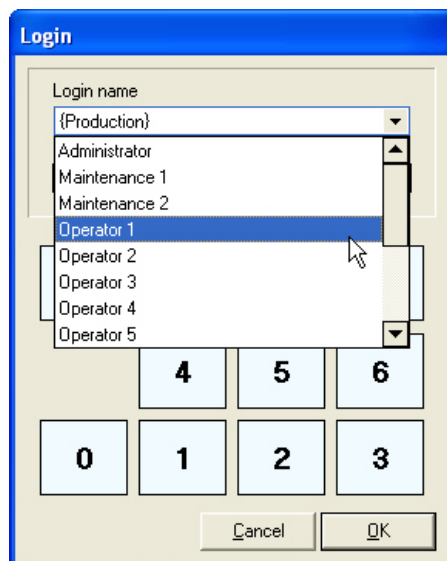 Login
Login name
{Production}
Administrator
Maintenance 1
Maintenance 2
Operator 1
Operator 2
Operator 3
Operator 4
Operator 5
4 5 6
0 1 2 3
Cancel OK